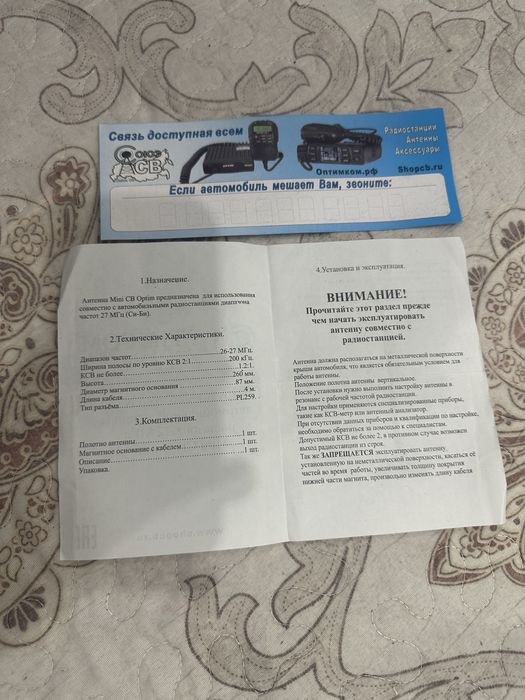 Связь доступная всем
СОЮЗ
CB
Радиостанции
Антенны
Аксессуары
Оптимком.рф
Shopcb.ru
Если автомобиль мешает Вам, звоните:
1.Назначение.
Антенна Mini CB Optim предназначена для использования
совместно с автомобильными радиостанциями диапазона
частот 27 МГц (Си-Би).
2.Технические Характеристики.
Диапазон частот.......................26-27 МГц.
Ширина полосы по уровню КСВ 2:1..........200 кГц.
КСВ не более...............................1.2:1.
Высота.....................................260 мм.
Диаметр магнитного основания...............87 мм.
Длина кабеля...............................4 м.
Тип разъёма................................PL259.
3.Комплектация.
Полотно антенны............................1 шт.
Магнитное основание с кабелем..............1 шт.
Описание...................................1 шт.
Упаковка.
4.Установка и эксплуатация.
ВНИМАНИЕ!
Прочитайте этот раздел прежде
чем начать эксплуатировать
антенну совместно с
радиостанцией.
Антенна должна располагаться на металлической поверхности
крыши автомобиля, что является обязательным условием для
работы антенны.
Положение полотна антенны вертикальное.
После установки нужно выполнить настройку антенны в
резонанс с рабочей частотой радиостанции.
Для настройки применяются специализированные приборы,
такие как КСВ-метр или антенный анализатор.
При отсутствии данных приборов и квалификации по настройке,
необходимо обратиться за помощью к специалистам.
Допустимый КСВ не более 2, в противном случае возможен
выход радиостанции из строя.
Так же ЗАПРЕЩАЕТСЯ эксплуатировать антенну
установленную на неметаллической поверхности, касаться её
частей во время работы, увеличивать толщину покрытия
нижней части магнита, произвольно изменять длину кабеля
www.shopcb.ru
EAC